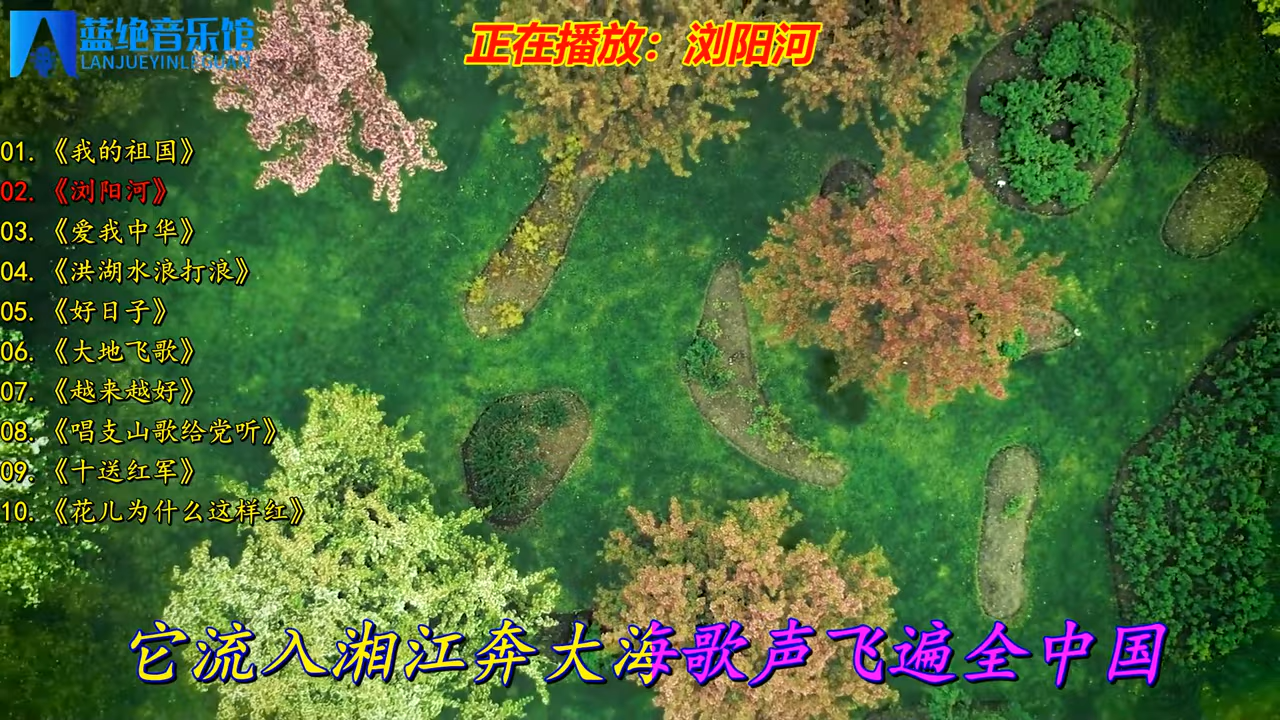 蓝绝音乐馆
LANJUEYINLEGUAN
正在播放：浏阳河
01.《我的祖国》
02.《浏阳河》
03.《爱我中华》
04.《洪湖水浪打浪》
05.《好日子》
06.《大地飞歌》
07.《越来越好》
08.《唱支山歌给党听》
09.《十送红军》
10.《花儿为什么这样红》
它流入湘江奔大海歌声飞遍全中国